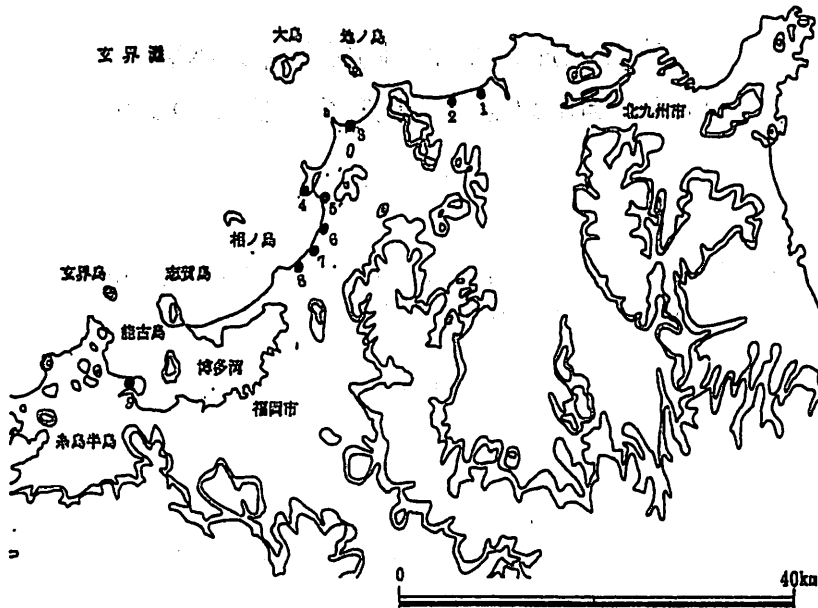 大島
地ノ島
玄界灘
1
2
北九州市
3
4
5
6
相ノ島
7
8
玄界島
志賀島
能古島
博多湾
9
福岡市
糸島半島
0
40km